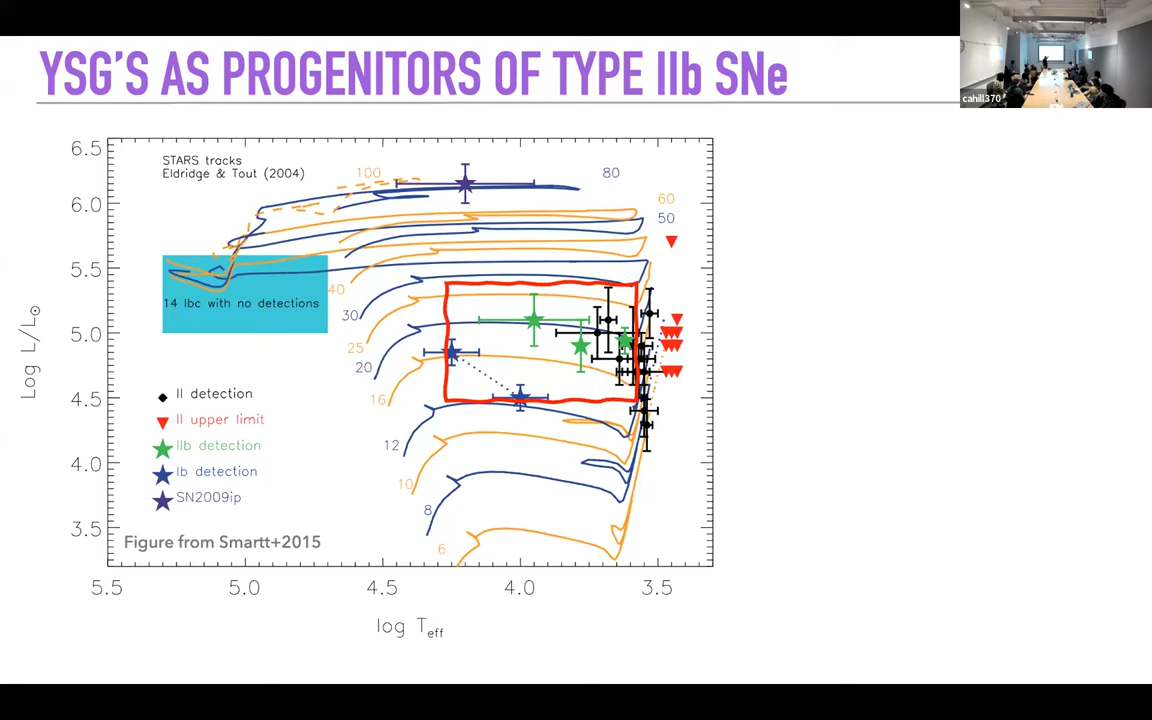 YSG'S AS PROGENITORS OF TYPE IIb SNe
cahill370
STARS tracks
Eldridge & Tout (2004)
100
80
60
50
40
30
25
20
16
12
10
8
6
14 Ibc with no detections
II detection
II upper limit
IIb detection
Ib detection
SN2009ip
Figure from Smartt+2015
6.5
6.0
5.5
5.0
4.5
4.0
3.5
Log L/L☉
5.5 5.0 4.5 4.0 3.5
log Teff